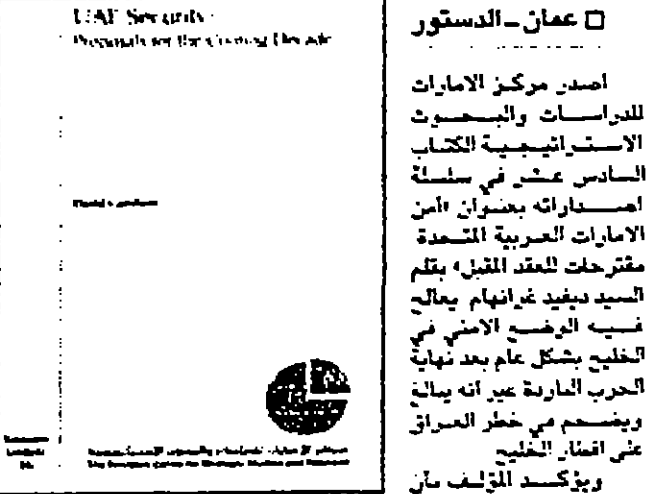 □ عمان ـ الدستور
اصدر مركز الامارات
للدراسات والبحوث
الاستراتيجية الكتاب
السادس عشر في سلسلة
اصداراته بعنوان «أمن
الامارات العربية المتحدة
مقترحات للعقد المقبل» بقلم
السيد ديفيد غرانهام يعالج
فيه الوضع الامني في
الخليج بشكل عام بعد نهاية
الحرب الباردة غير انه يبالغ
ويضخم من خطر العراق
على اقطار الخليج
ويؤكد المؤلف بأن
UAE Security:
Proposals for the Coming Decade
مركز الإمارات للدراسات والبحوث الاستراتيجية
The Emirates Center for Strategic Studies and Research